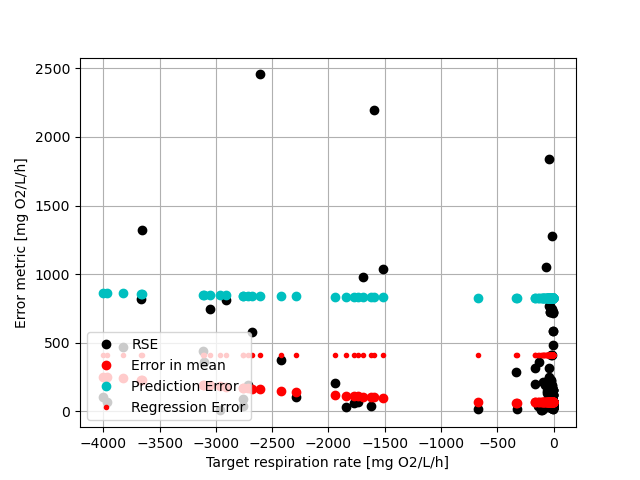 2500
2000
1500
1000
500
0
Error metric [mg O2/L/h]
RSE
Error in mean
Prediction Error
Regression Error
−4000 −3500 −3000 −2500 −2000 −1500 −1000 −500 0
Target respiration rate [mg O2/L/h]